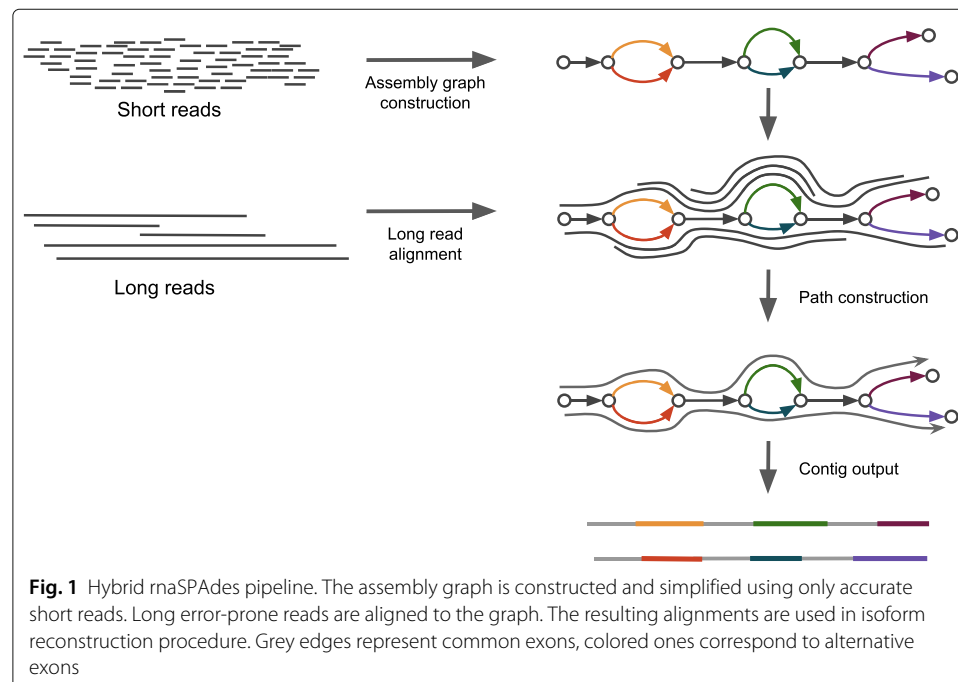 Short reads
Assembly graph
construction
Long reads
Long read
alignment
Path construction
Contig output
Fig. 1 Hybrid rnaSPAdes pipeline. The assembly graph is constructed and simplified using only accurate
short reads. Long error-prone reads are aligned to the graph. The resulting alignments are used in isoform
reconstruction procedure. Grey edges represent common exons, colored ones correspond to alternative
exons